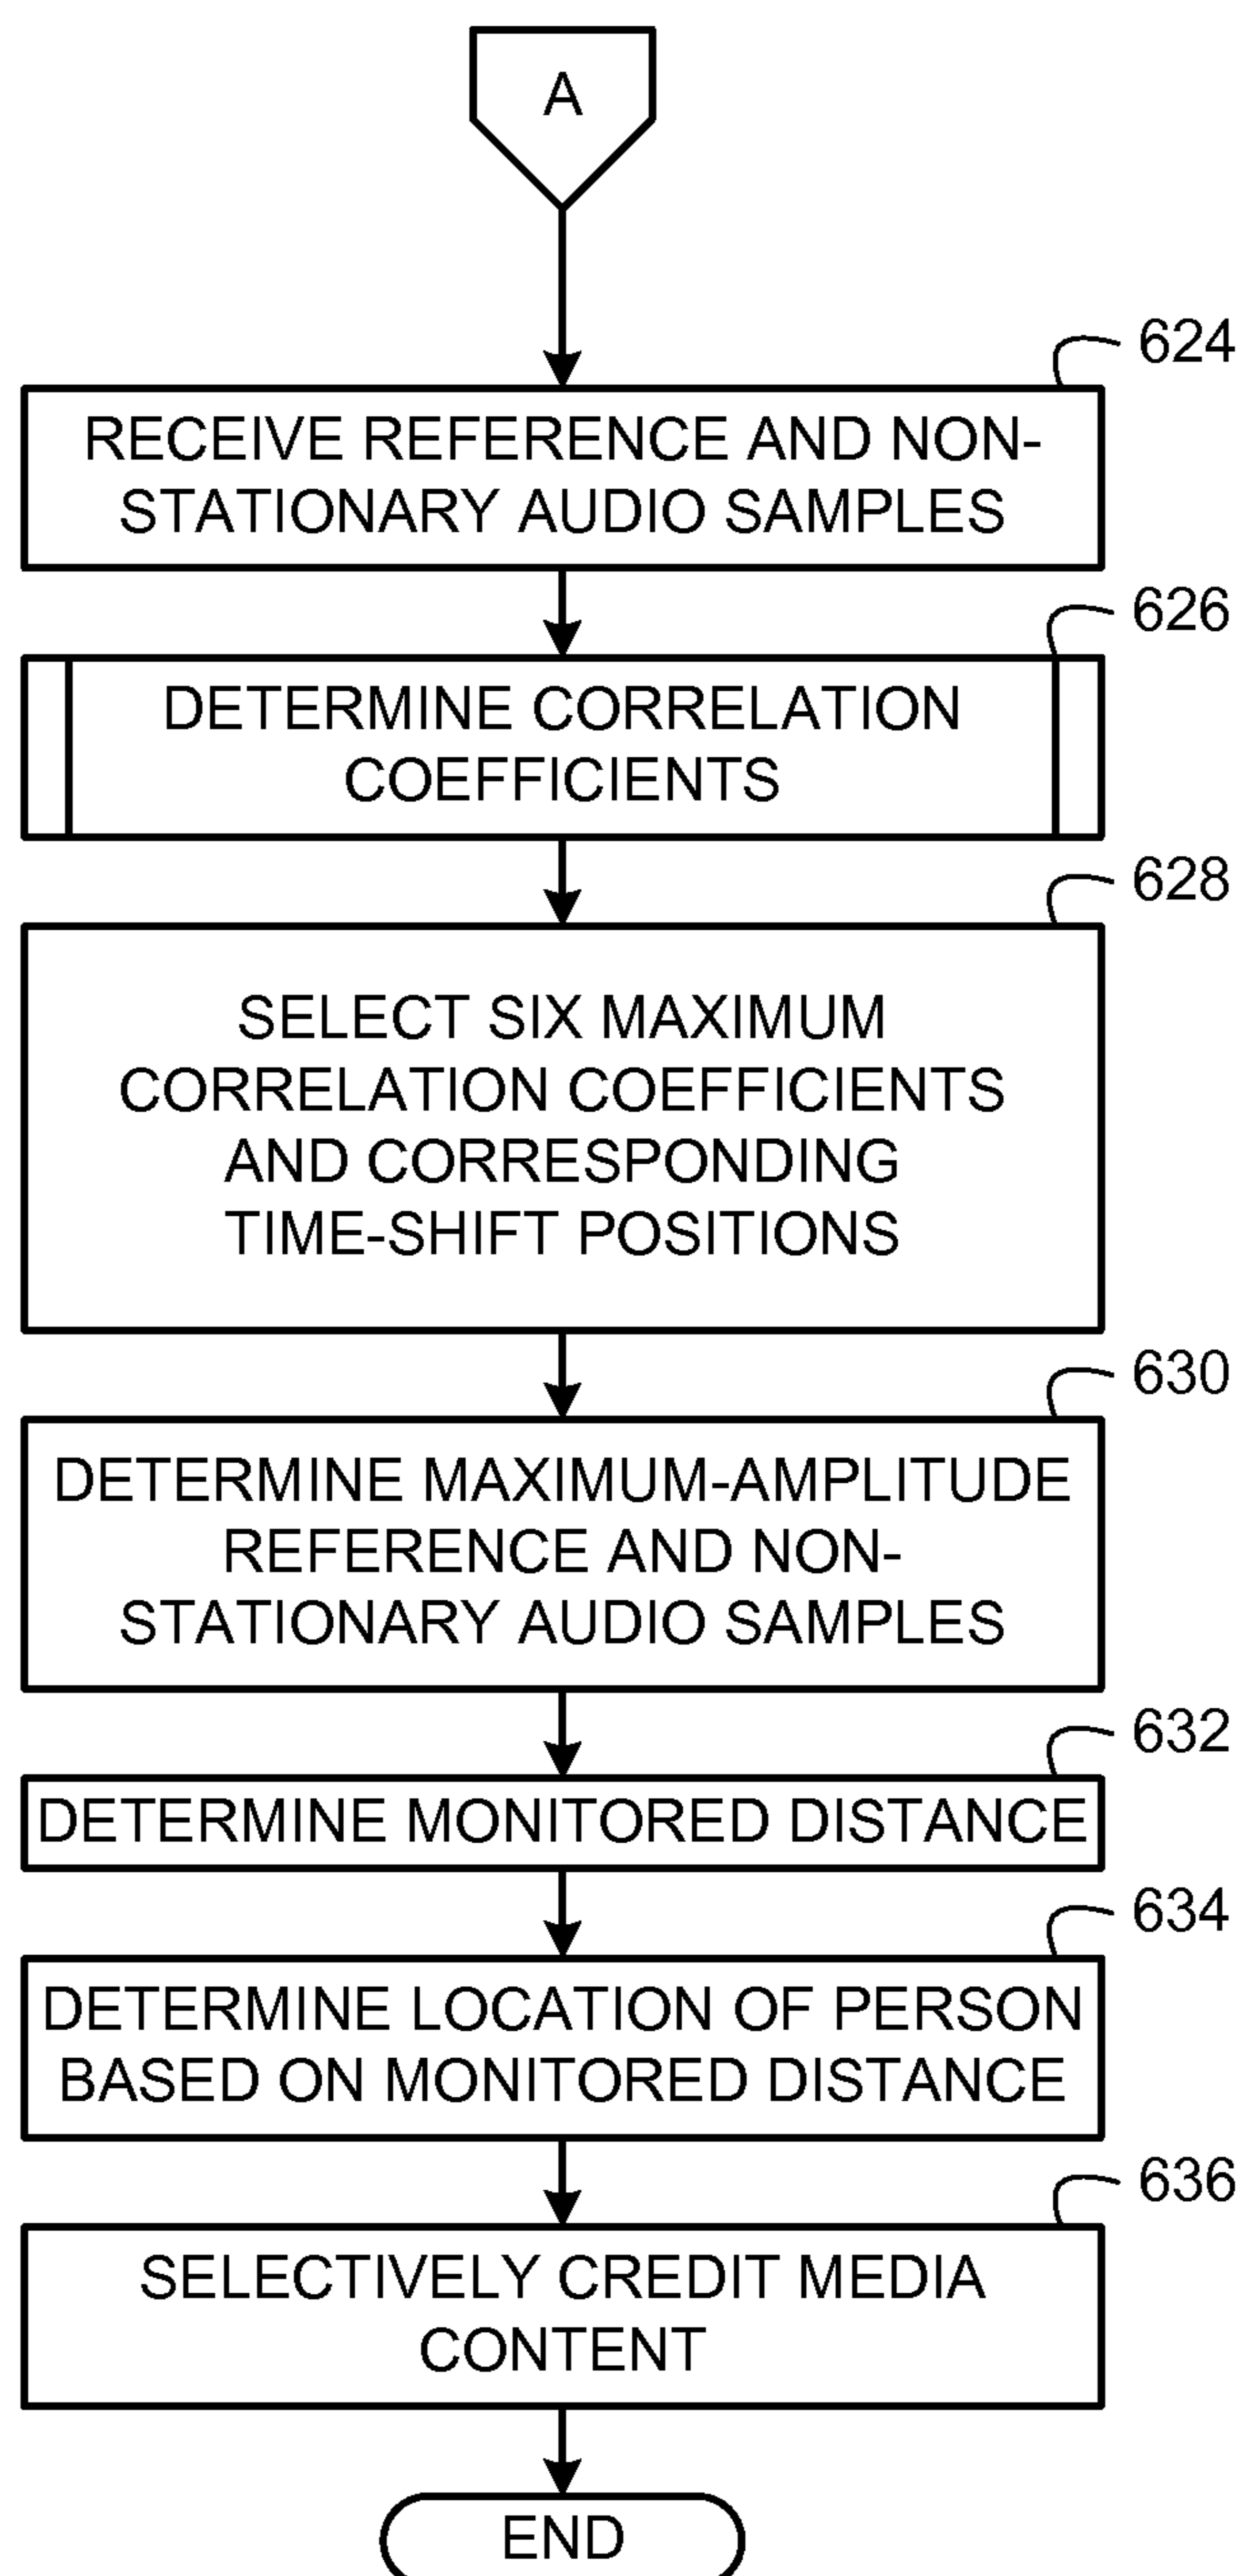 A
624
RECEIVE REFERENCE AND NON-
STATIONARY AUDIO SAMPLES
626
DETERMINE CORRELATION
COEFFICIENTS
628
SELECT SIX MAXIMUM
CORRELATION COEFFICIENTS
AND CORRESPONDING
TIME-SHIFT POSITIONS
630
DETERMINE MAXIMUM-AMPLITUDE
REFERENCE AND NON-
STATIONARY AUDIO SAMPLES
632
DETERMINE MONITORED DISTANCE
634
DETERMINE LOCATION OF PERSON
BASED ON MONITORED DISTANCE
636
SELECTIVELY CREDIT MEDIA
CONTENT
END